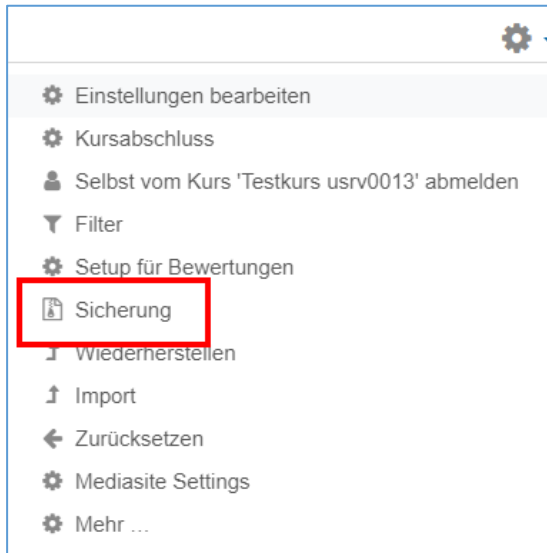 Einstellungen bearbeiten
Kursabschluss
Selbst vom Kurs 'Testkurs usrv0013' abmelden
Filter
Setup für Bewertungen
Sicherung
Wiederherstellen
Import
Zurücksetzen
Mediasite Settings
Mehr ...